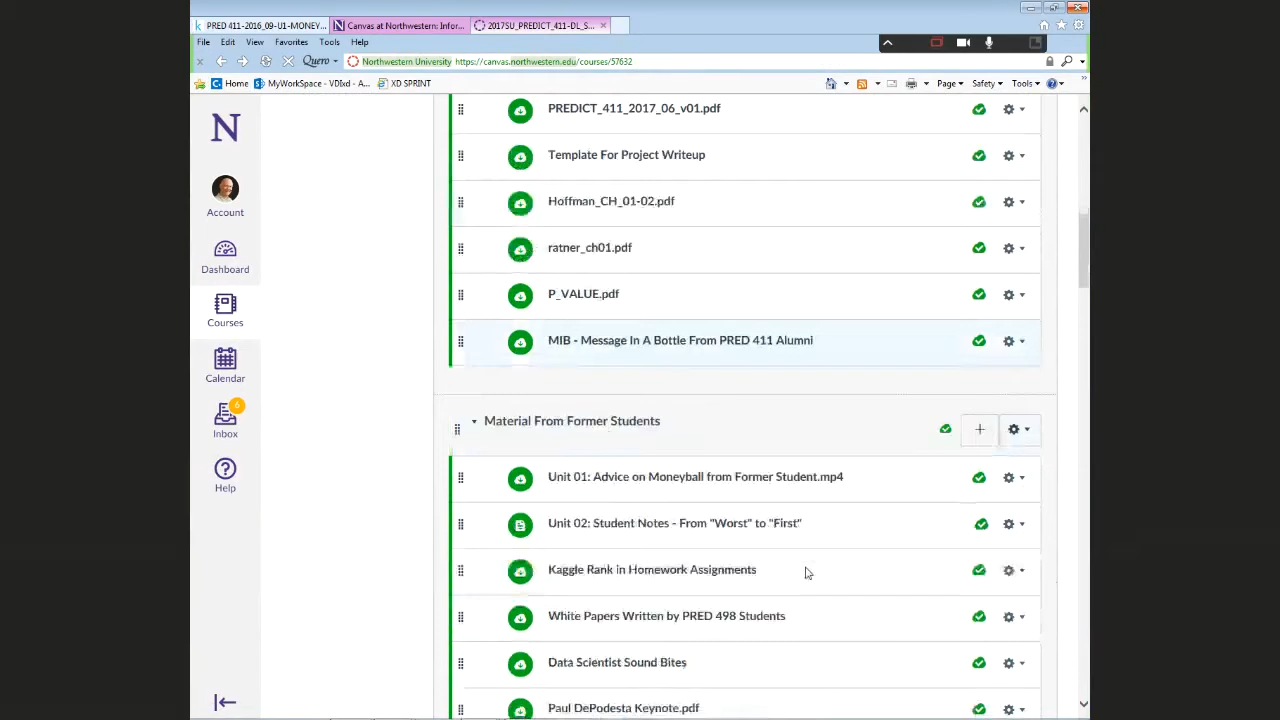 PRED 411-2016_09-U1-MONEY...
Canvas at Northwestern: Infor...
2017SU_PREDICT_411-DL_S...
File Edit View Favorites Tools Help
Quero
Northwestern University https://canvas.northwestern.edu/courses/57632
Home MyWorkSpace - VDIxd - A... XD SPRINT
Page Safety Tools
N
Account
Dashboard
Courses
Calendar
6
Inbox
Help
PREDICT_411_2017_06_v01.pdf
Template For Project Writeup
Hoffman_CH_01-02.pdf
ratner_ch01.pdf
P_VALUE.pdf
MIB - Message In A Bottle From PRED 411 Alumni
Material From Former Students
Unit 01: Advice on Moneyball from Former Student.mp4
Unit 02: Student Notes - From "Worst" to "First"
Kaggle Rank in Homework Assignments
White Papers Written by PRED 498 Students
Data Scientist Sound Bites
Paul DePodesta Keynote.pdf